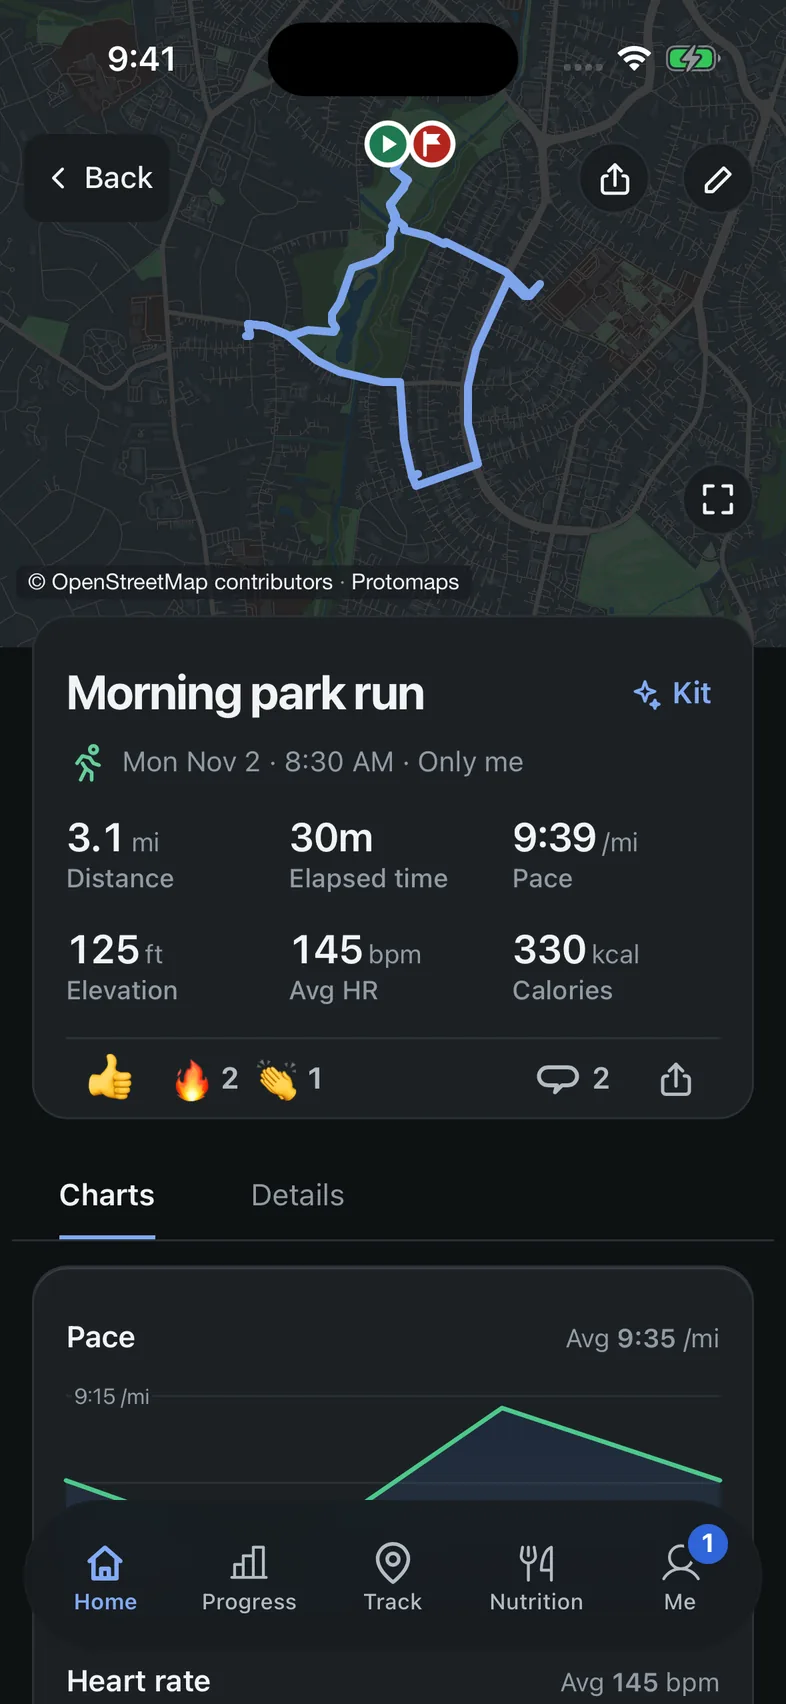 9:41
Back
© OpenStreetMap contributors · Protomaps
Morning park run
Kit
Mon Nov 2 · 8:30 AM · Only me
3.1 mi 30m 9:39 /mi
Distance Elapsed time Pace
125 ft 145 bpm 330 kcal
Elevation Avg HR Calories
2 1 2
Charts Details
Pace Avg 9:35 /mi
9:15 /mi
1
Home Progress Track Nutrition Me
Heart rate Avg 145 bpm